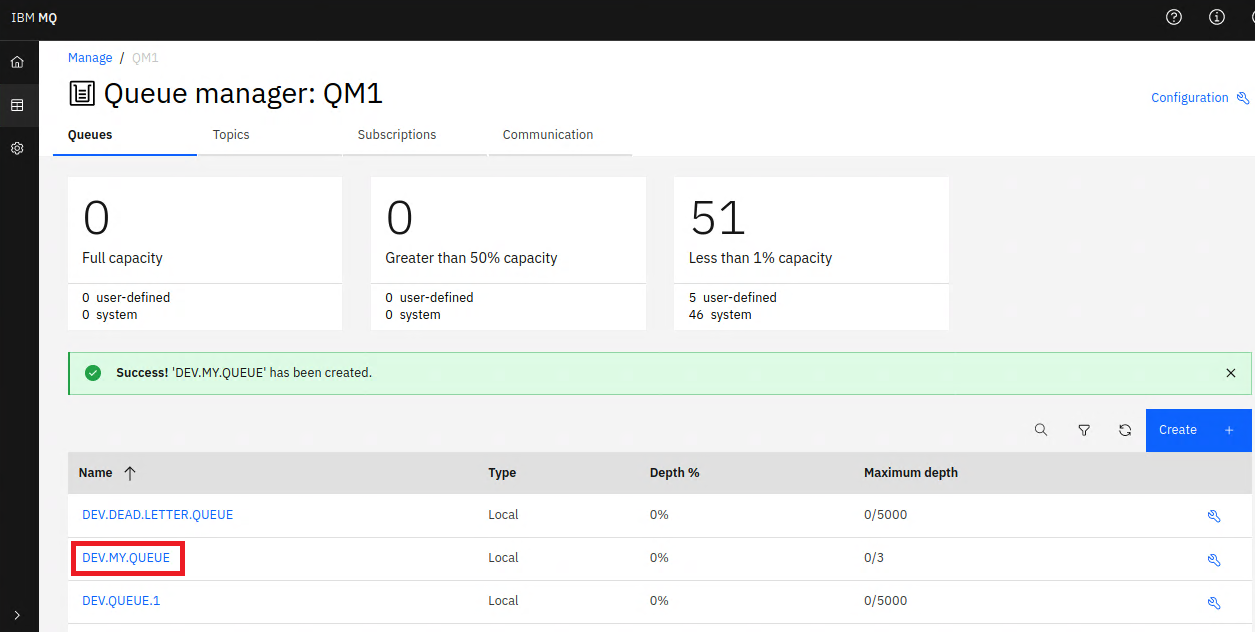 IBM MQ
Manage / QM1
Queue manager: QM1
Configuration
Queues Topics Subscriptions Communication
0 0 51
Full capacity Greater than 50% capacity Less than 1% capacity
0 user-defined 0 user-defined 5 user-defined
0 system 0 system 46 system
Success! 'DEV.MY.QUEUE' has been created.
Create +
Name Type Depth % Maximum depth
DEV.DEAD.LETTER.QUEUE Local 0% 0/5000
DEV.MY.QUEUE Local 0% 0/3
DEV.QUEUE.1 Local 0% 0/5000